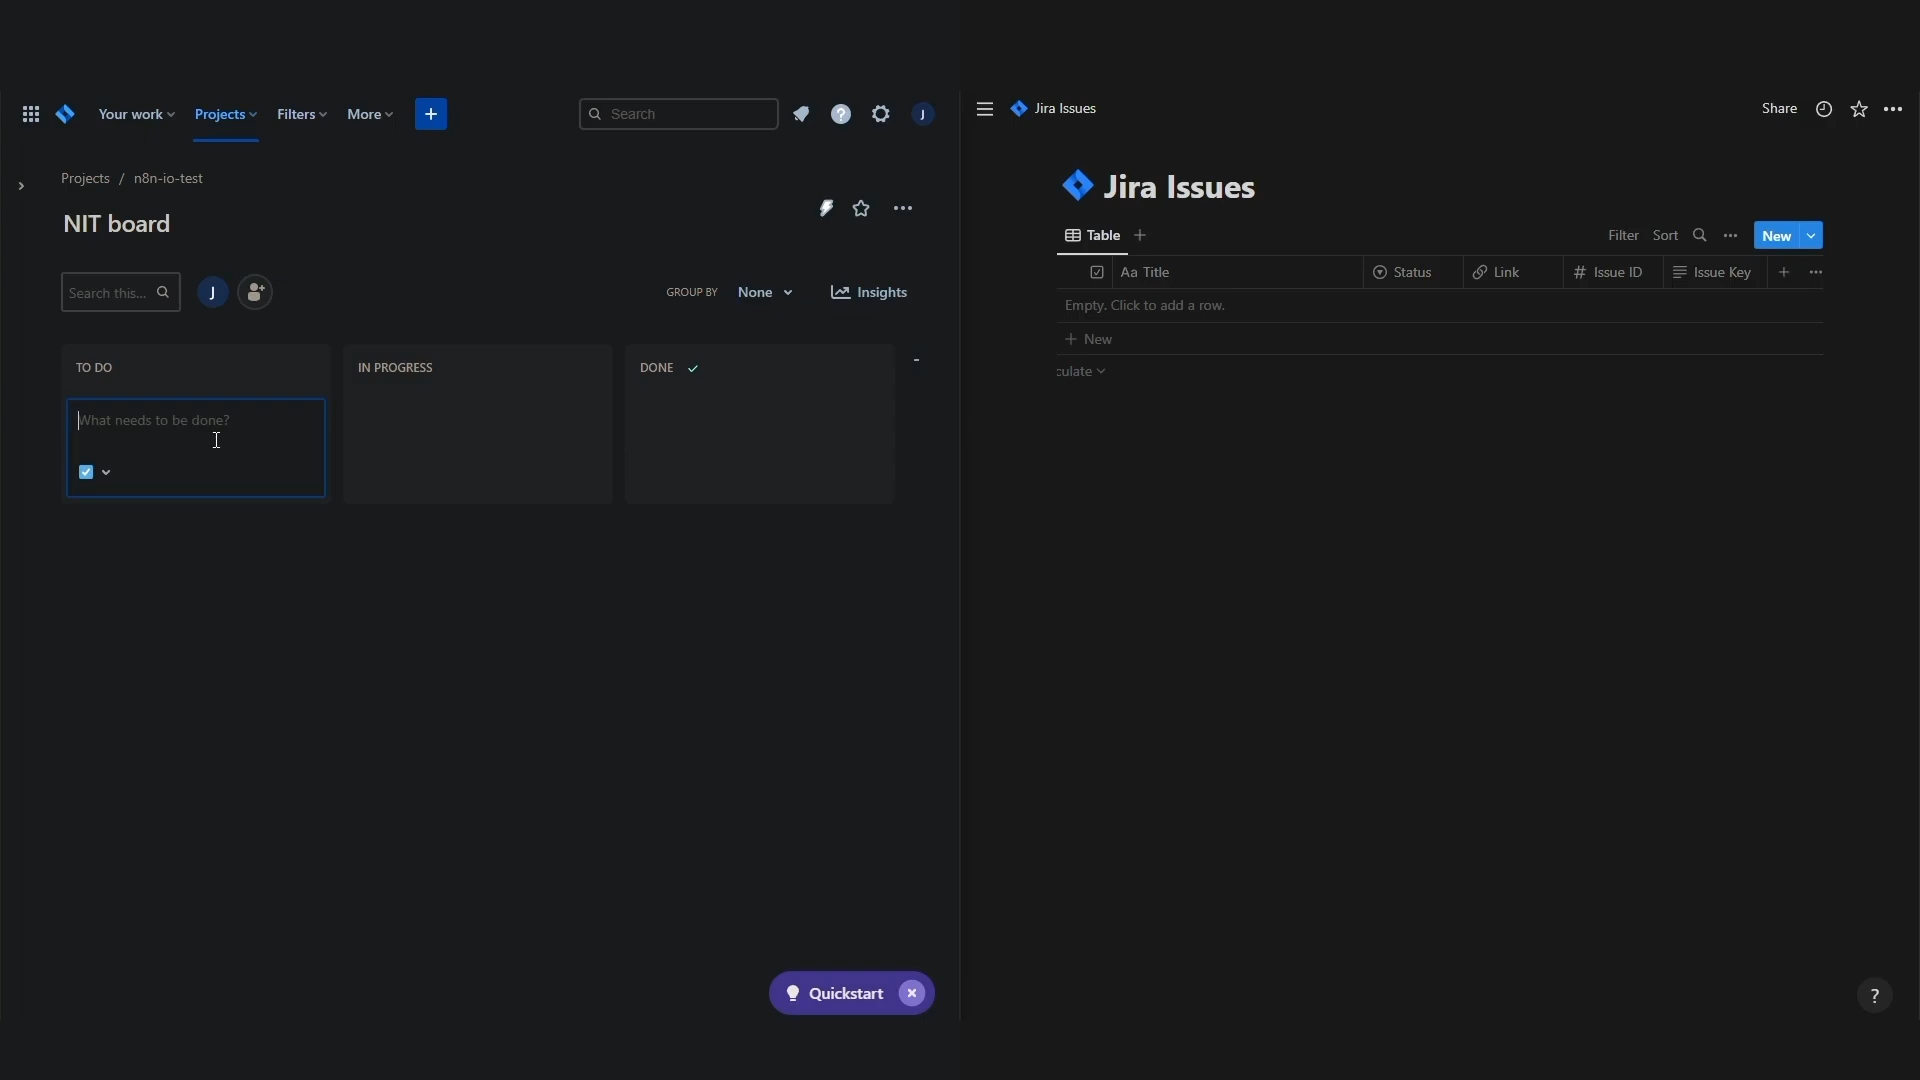 Your work Projects Filters More + Search ? J
Projects / n8n-io-test
NIT board
Search this... J GROUP BY None Insights
TO DO IN PROGRESS DONE
What needs to be done?
Quickstart
Jira Issues Share
Jira Issues
Table Filter Sort New
Aa Title Status Link # Issue ID Issue Key
Empty. Click to add a row.
+ New
culate
?